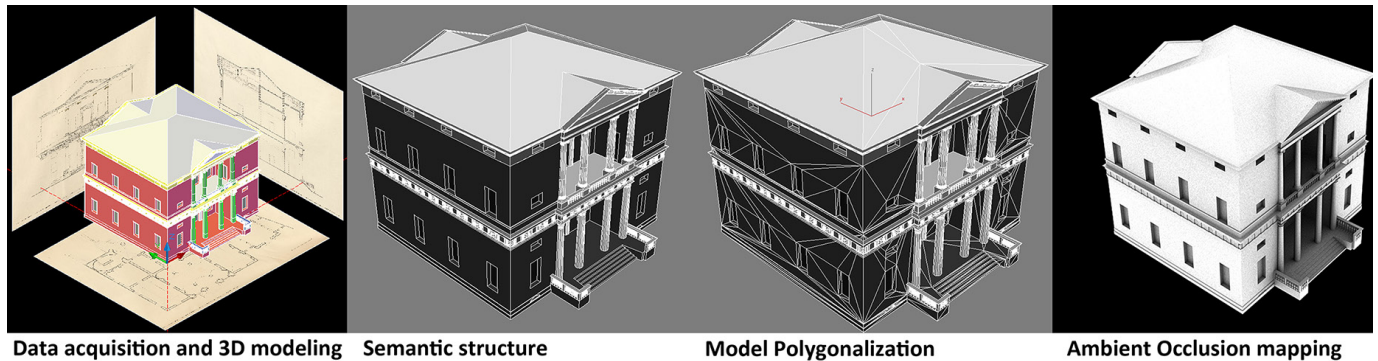 Data acquisition and 3D modeling
Semantic structure
Model Polygonalization
Ambient Occlusion mapping